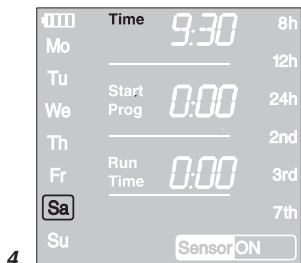 Time 9:30 8h
Mo
12h
Tu
Start
Prog 0:00 24h
We
2nd
Th
Run
Time 0:00 3rd
Fr
Sa 7th
Su
Sensor ON
4